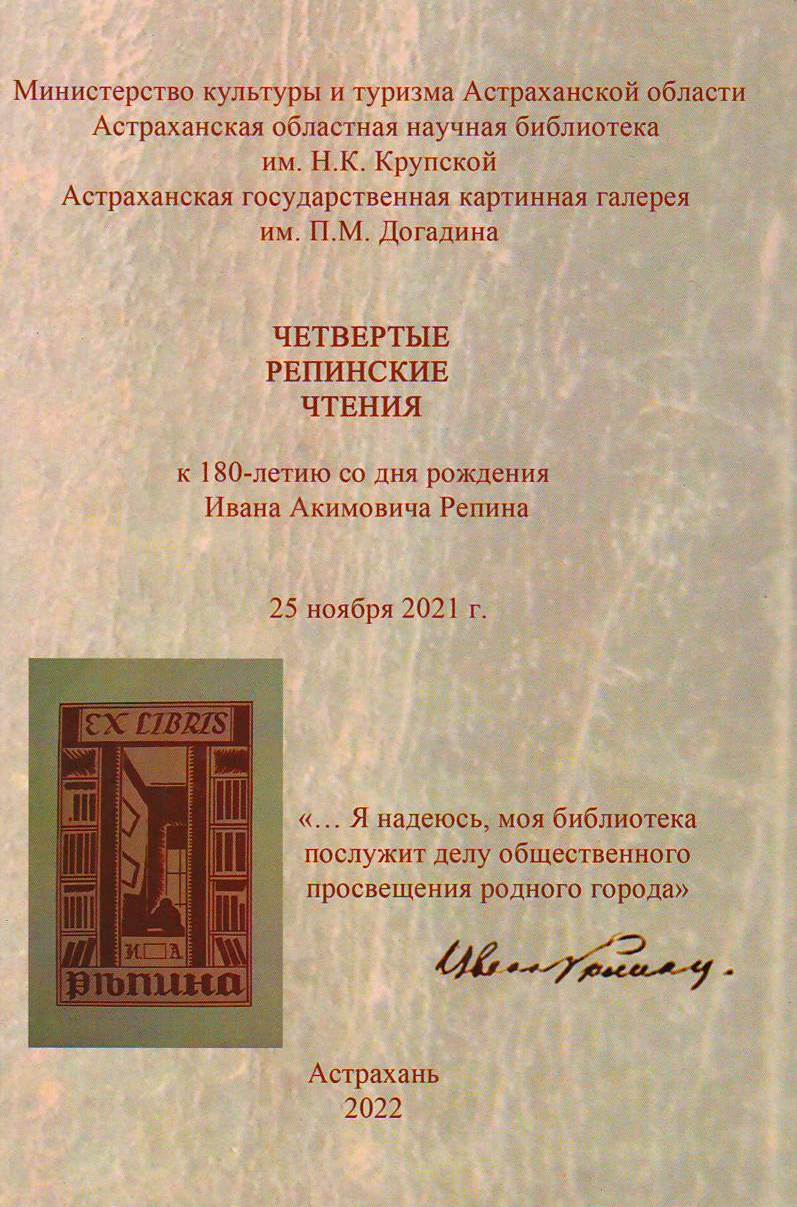 Министерство культуры и туризма Астраханской области
Астраханская областная научная библиотека
им. Н.К. Крупской
Астраханская государственная картинная галерея
им. П.М. Догадина
ЧЕТВЕРТЫЕ
РЕПИНСКИЕ
ЧТЕНИЯ
к 180-летию со дня рождения
Ивана Акимовича Репина
25 ноября 2021 г.
EX LIBRIS
И А
Рѣпина
«… Я надеюсь, моя библиотека
послужит делу общественного
просвещения родного города»
Астрахань
2022